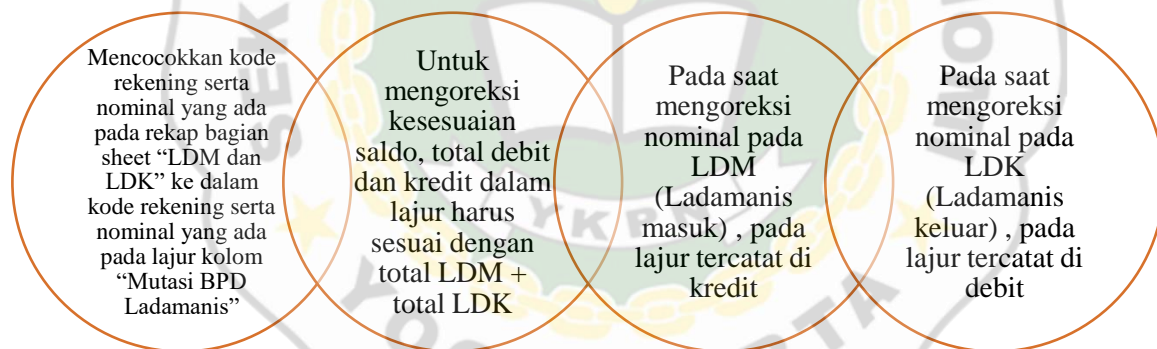 Mencocokkan kode
rekening serta
nominal yang ada
pada rekap bagian
sheet “LDM dan
LDK” ke dalam
kode rekening serta
nominal yang ada
pada lajur kolom
“Mutasi BPD
Ladamanis”
Untuk
mengoreksi
kesesuaian
saldo, total debit
dan kredit dalam
lajur harus
sesuai dengan
total LDM +
total LDK
Pada saat
mengoreksi
nominal pada
LDM
(Ladamanis
masuk) , pada
lajur tercatat di
kredit
Pada saat
mengoreksi
nominal pada
LDK
(Ladamanis
keluar) , pada
lajur tercatat di
debit
YKPN